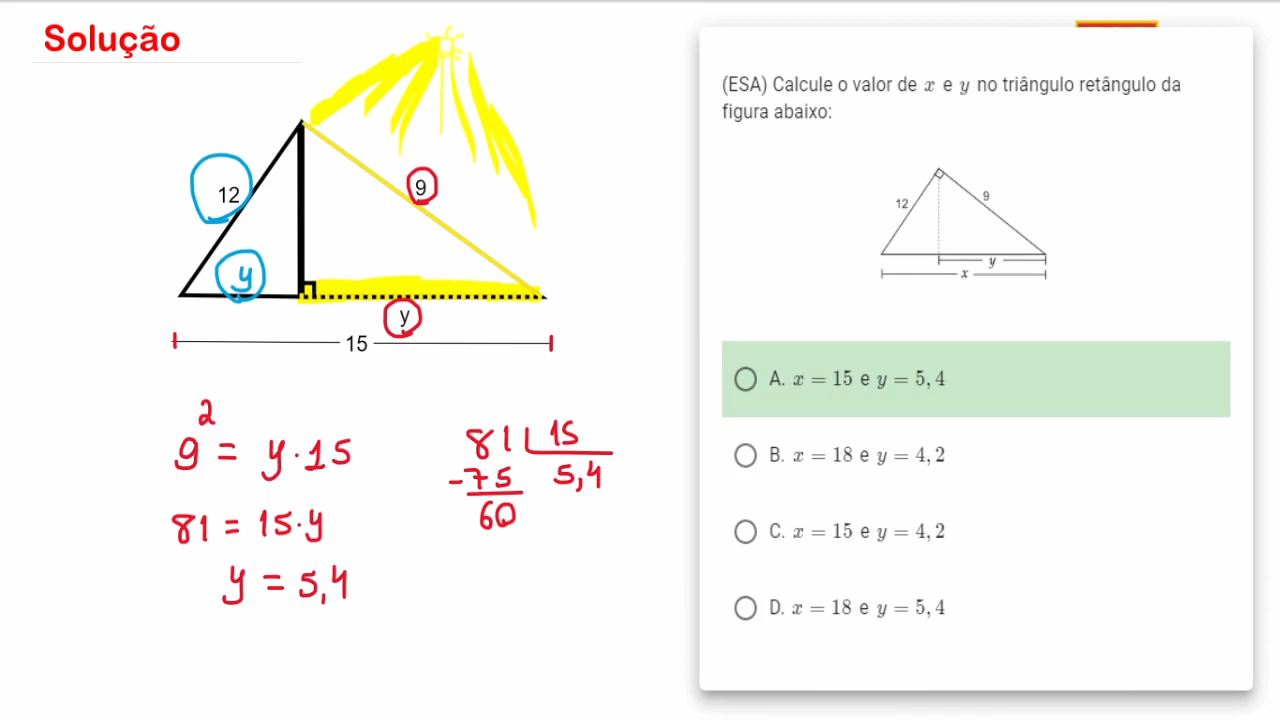 Solução
12
9
y
y
15
9² = y · 15
81 = 15 · y
y = 5,4
81 15
-75 5,4
60
(ESA) Calcule o valor de x e y no triângulo retângulo da
figura abaixo:
12
9
y
x
A. x = 15 e y = 5, 4
B. x = 18 e y = 4, 2
C. x = 15 e y = 4, 2
D. x = 18 e y = 5, 4